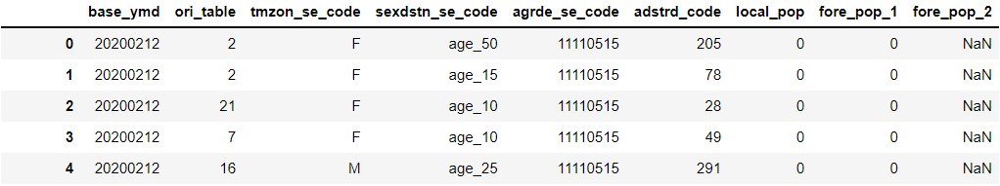 base_ymd ori_table tmzon_se_code sexdstn_se_code agrde_se_code adstrd_code local_pop fore_pop_1 fore_pop_2
0 20200212 2 F age_50 11110515 205 0 0 NaN
1 20200212 2 F age_15 11110515 78 0 0 NaN
2 20200212 21 F age_10 11110515 28 0 0 NaN
3 20200212 7 F age_10 11110515 49 0 0 NaN
4 20200212 16 M age_25 11110515 291 0 0 NaN